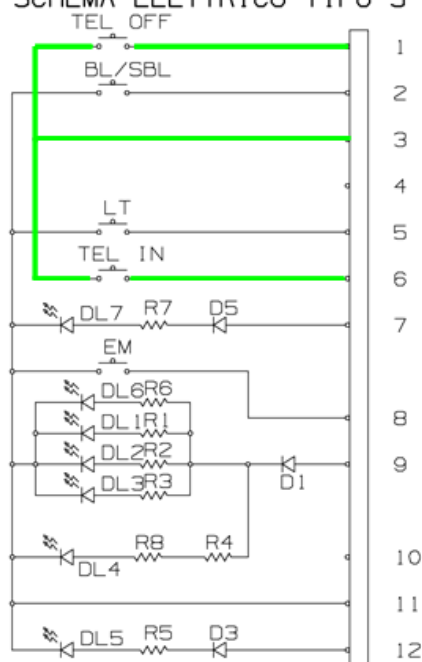 SCHEMA ELETTRICO TIPO 3
TEL OFF
1
BL/SBL
2
3
4
LT
5
TEL IN
6
DL7 R7 D5
7
EM
DL6 R6
8
DL1 R1
DL2 R2
9
DL3 R3
D1
R8 R4
10
DL4
11
DL5 R5 D3
12